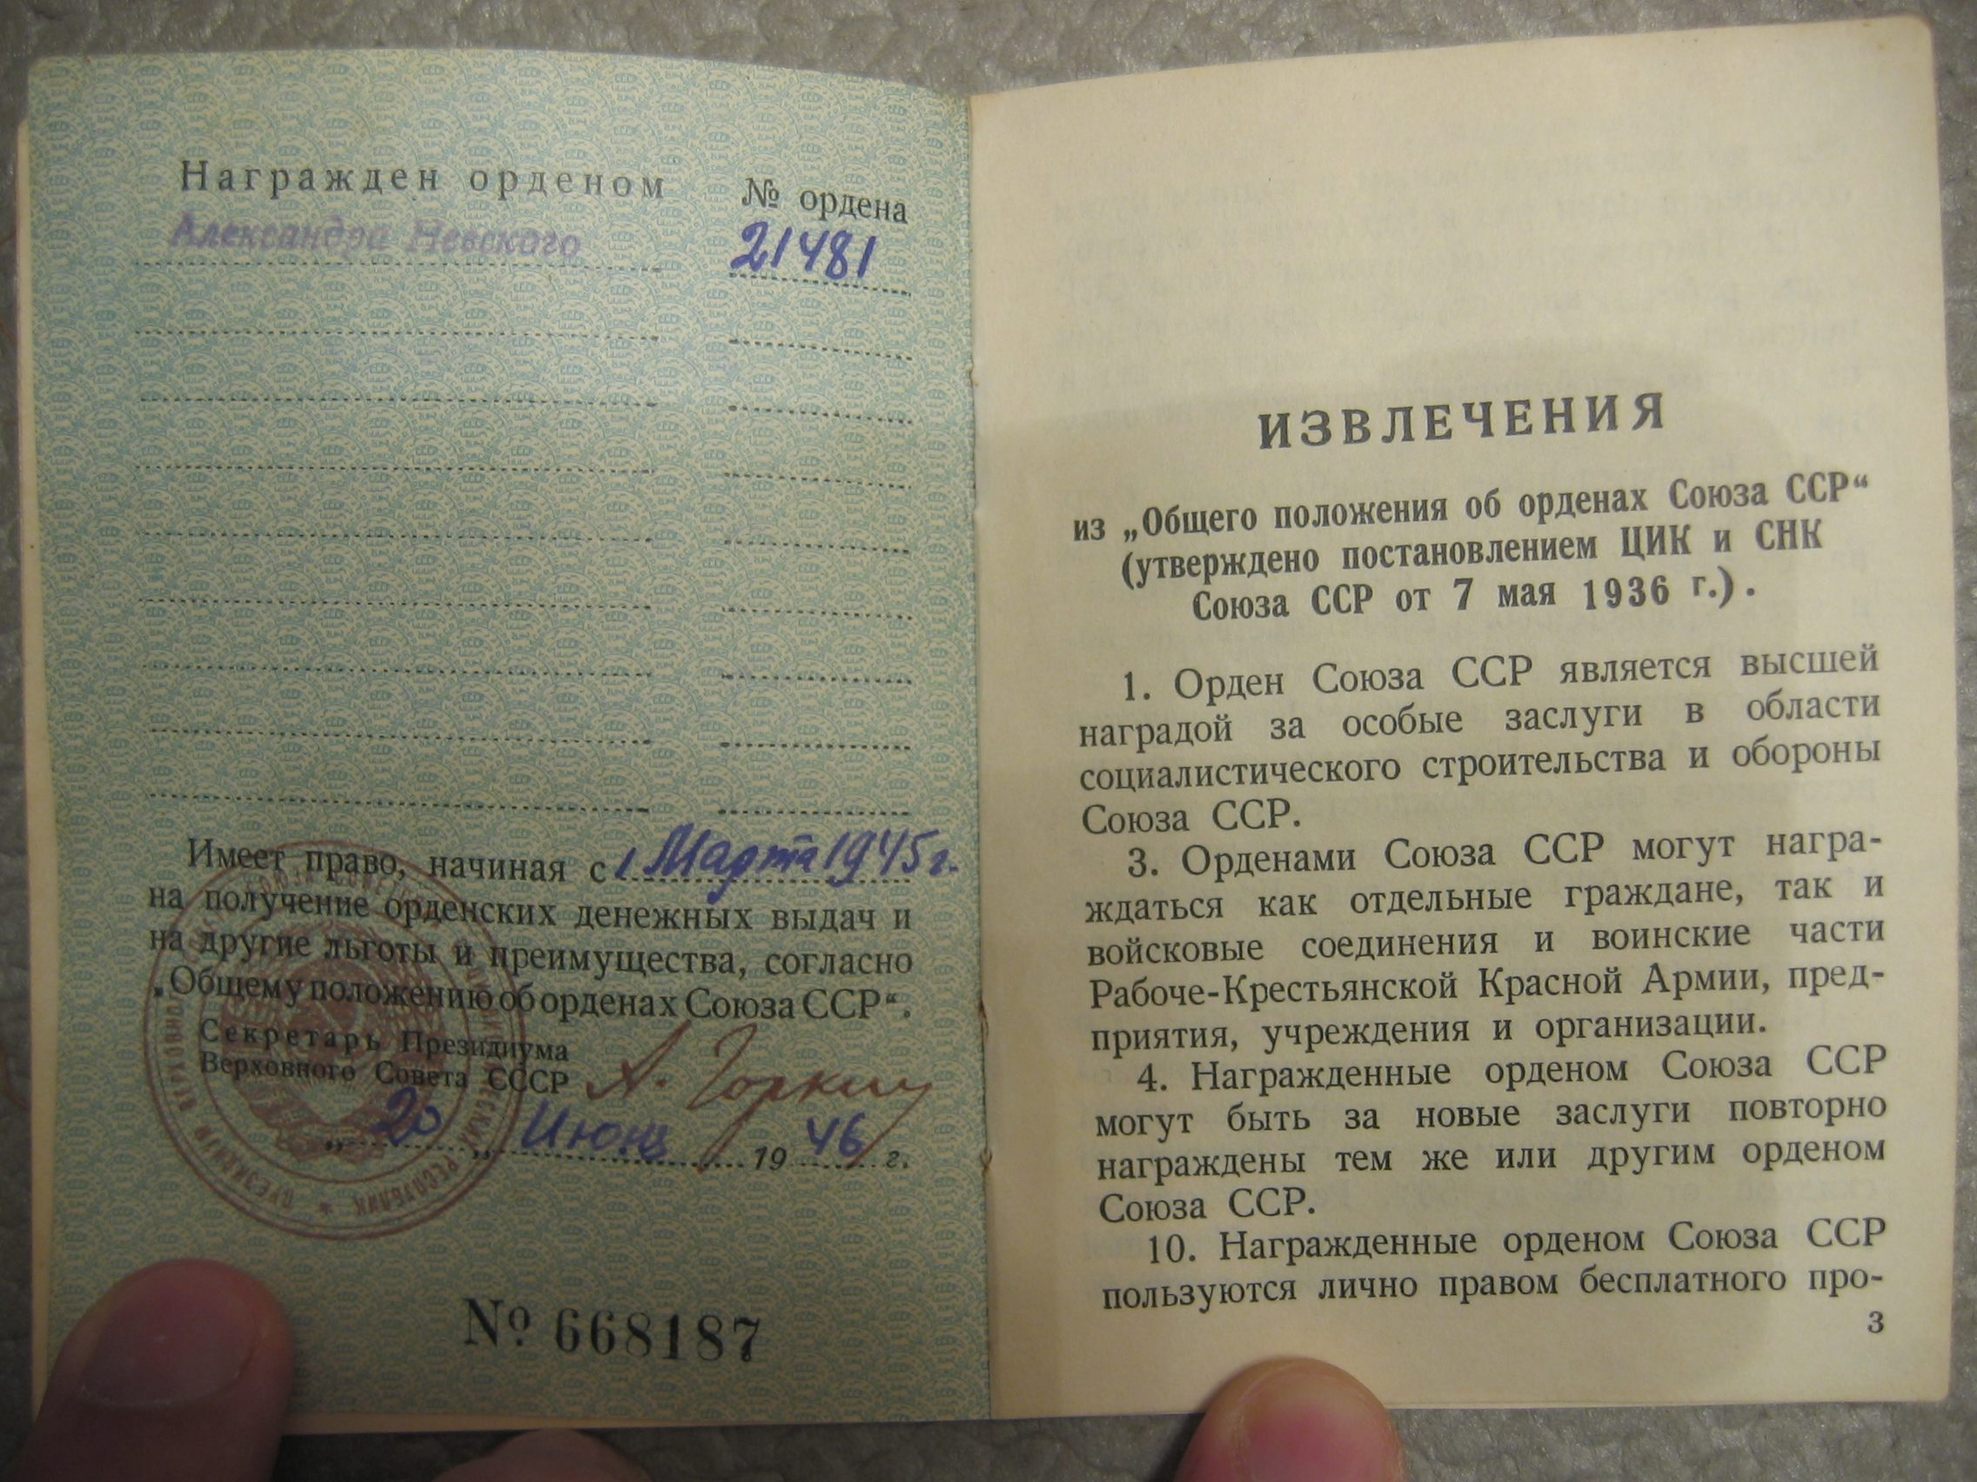 Награжден орденом
№ ордена
Александра Невского
21481
Имеет право, начиная с 1 Марта 1945 г.
на получение орденских денежных выдач и
на другие льготы и преимущества, согласно
„Общему положению об орденах Союза ССР“.
Секретарь Президиума
Верховного Совета СССР А. Горкин
„20„ Июня 1946 г.
№ 668187
ИЗВЛЕЧЕНИЯ
из „Общего положения об орденах Союза ССР“
(утверждено постановлением ЦИК и СНК
Союза ССР от 7 мая 1936 г.).
1. Орден Союза ССР является высшей
наградой за особые заслуги в области
социалистического строительства и обороны
Союза ССР.
3. Орденами Союза ССР могут награ-
ждаться как отдельные граждане, так и
войсковые соединения и воинские части
Рабоче-Крестьянской Красной Армии, пред-
приятия, учреждения и организации.
4. Награжденные орденом Союза ССР
могут быть за новые заслуги повторно
награждены тем же или другим орденом
Союза ССР.
10. Награжденные орденом Союза ССР
пользуются лично правом бесплатного про-
3